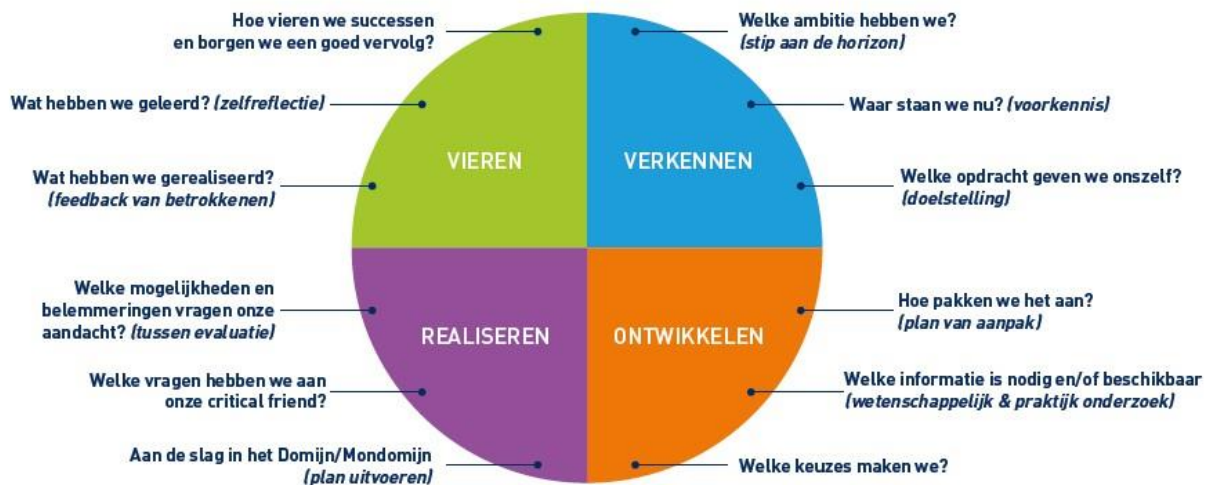 Hoe vieren we successen
en borgen we een goed vervolg?
Wat hebben we geleerd? (zelfreflectie)
Wat hebben we gerealiseerd?
(feedback van betrokkenen)
VIEREN
Welke ambitie hebben we?
(stip aan de horizon)
Waar staan we nu? (voorkennis)
Welke opdracht geven we onszelf?
(doelstelling)
VERKENNEN
Welke mogelijkheden en
belemmeringen vragen onze
aandacht? (tussen evaluatie)
Welke vragen hebben we aan
onze critical friend?
Aan de slag in het Domijn/Mondomijn
(plan uitvoeren)
REALISEREN
Hoe pakken we het aan?
(plan van aanpak)
Welke informatie is nodig en/of beschikbaar
(wetenschappelijk & praktijk onderzoek)
Welke keuzes maken we?
ONTWIKKELEN